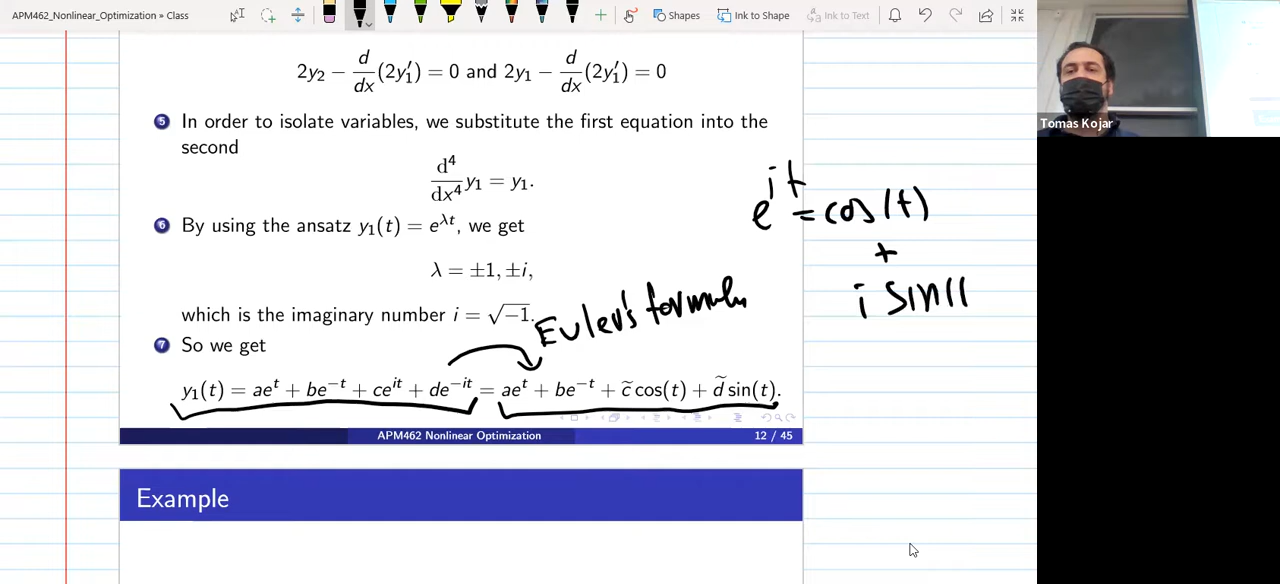 APM462_Nonlinear_Optimization » Class
Shapes
Ink to Shape
Ink to Text
Tomas Kojar
2y₂ − d/dx(2y₁′) = 0 and 2y₁ − d/dx(2y₁′) = 0
5 In order to isolate variables, we substitute the first equation into the
second
d⁴/dx⁴ y₁ = y₁.
6 By using the ansatz y₁(t) = e^{λt}, we get
λ = ±1, ±i,
which is the imaginary number i = √−1.
7 So we get
y₁(t) = ae^t + be^{−t} + ce^{it} + de^{−it} = ae^t + be^{−t} + c̃ cos(t) + d̃ sin(t).
Euler's formula
e^{it} = cos(t)
+
i sin
APM462 Nonlinear Optimization
12 / 45
Example